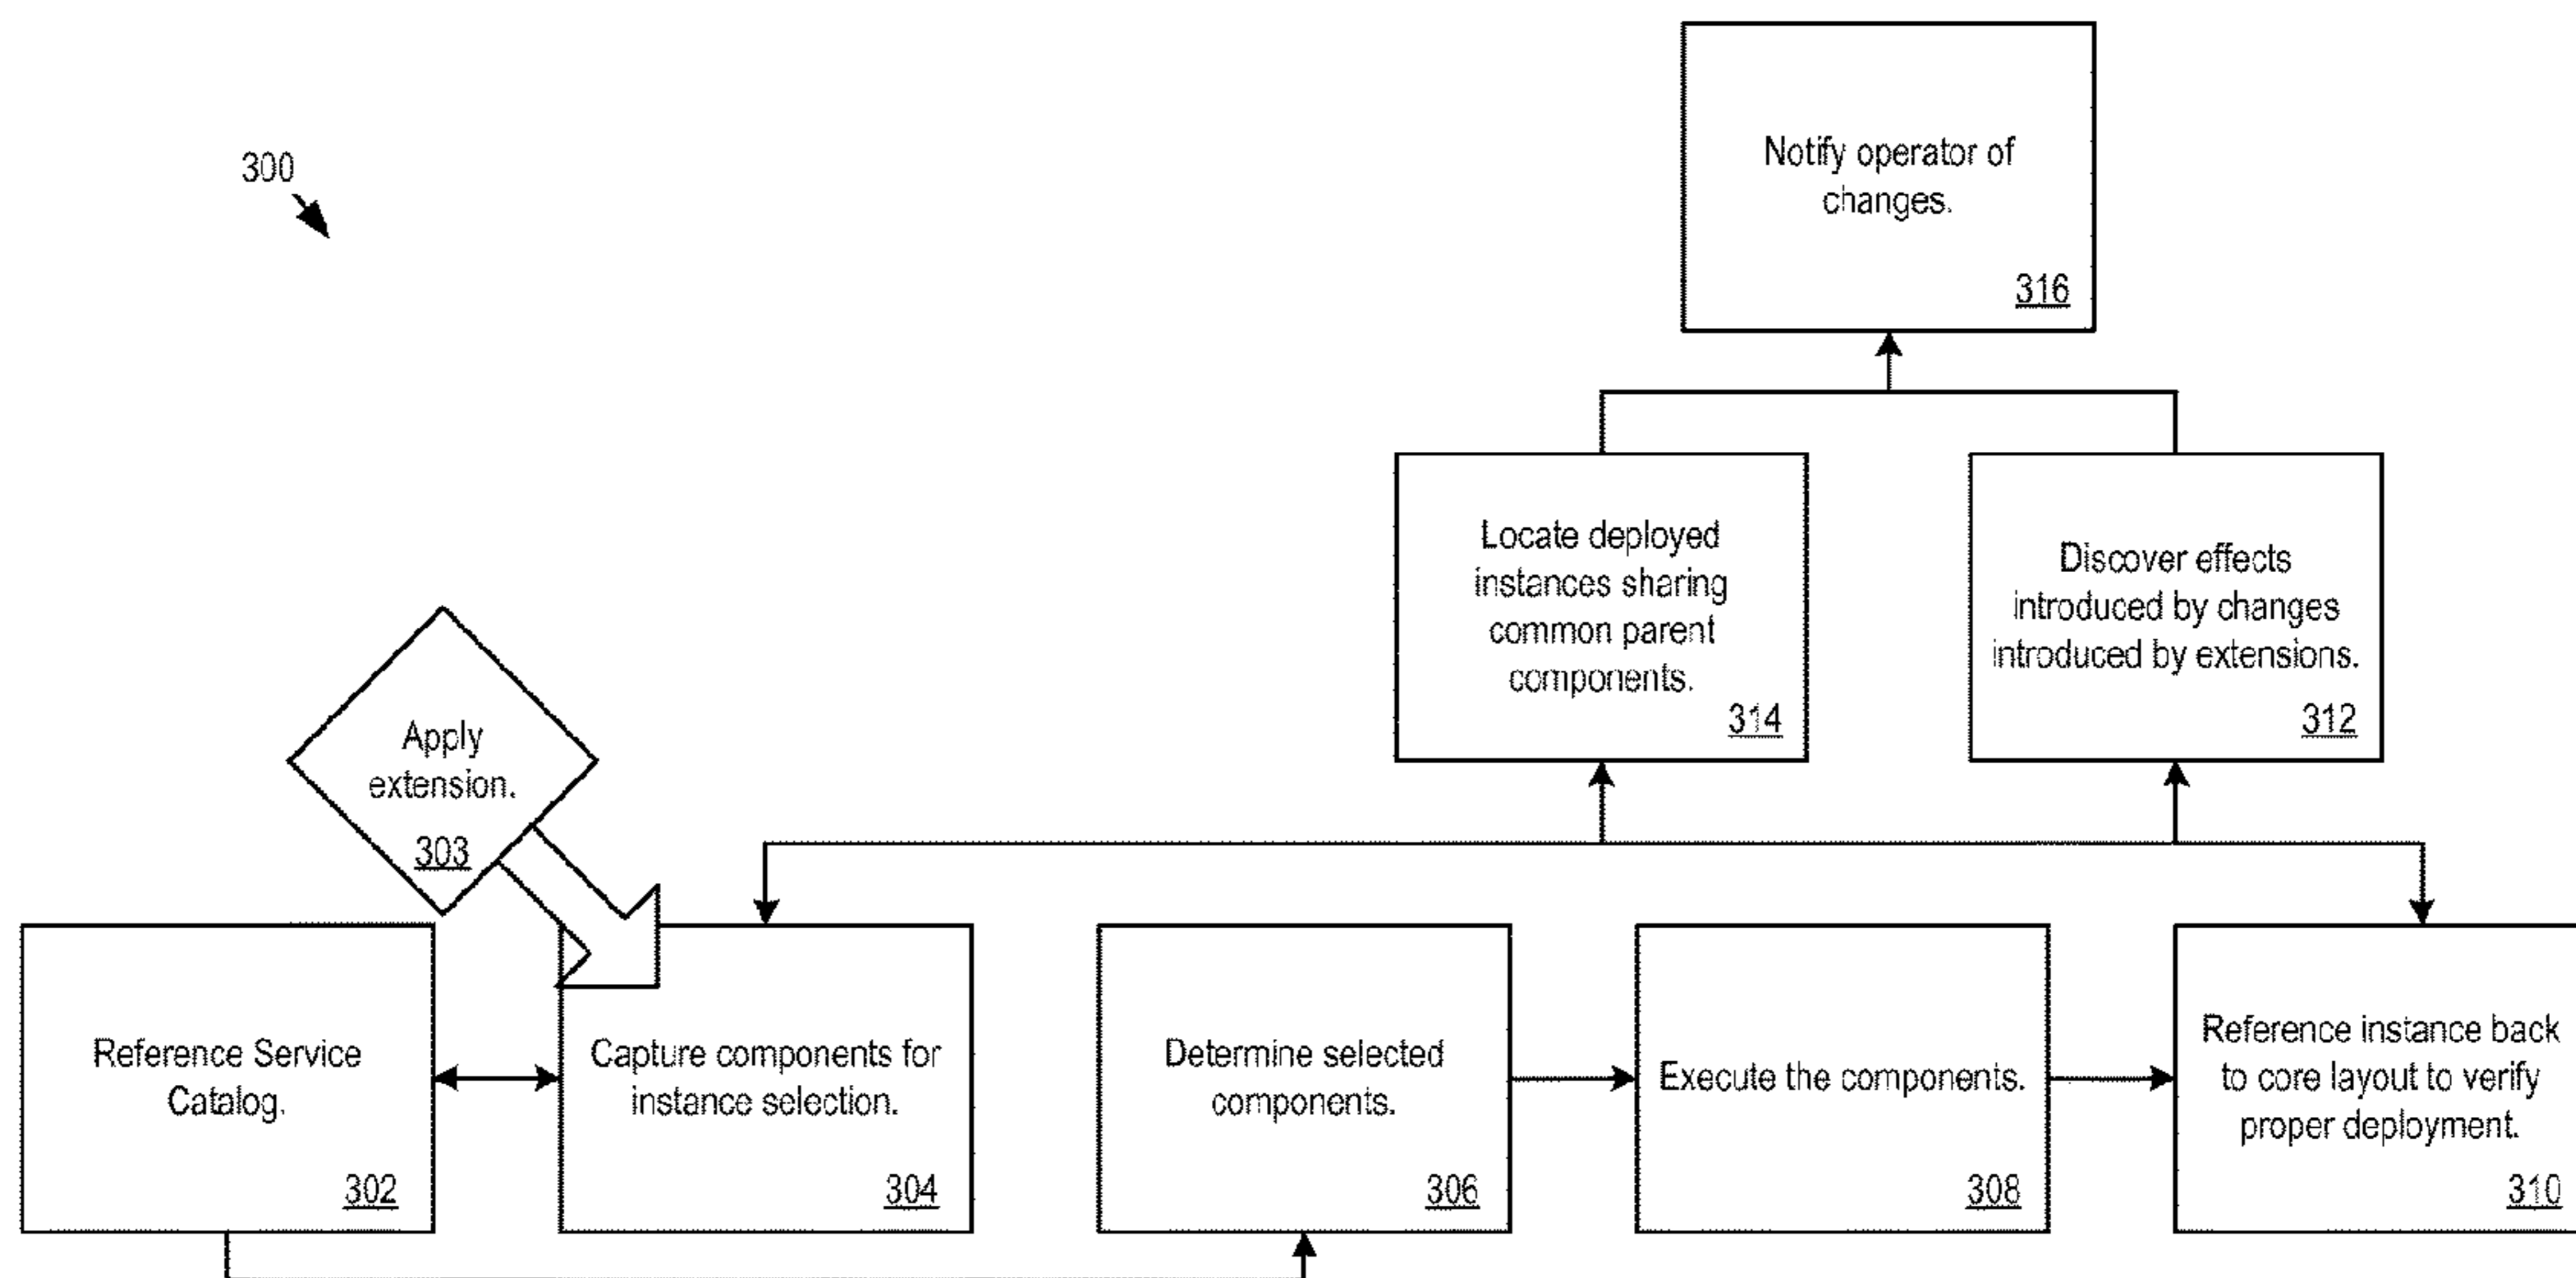 300
Notify operator of
changes.
316
Locate deployed
instances sharing
common parent
components.
314
Discover effects
introduced by changes
introduced by extensions.
312
Apply
extension.
303
Reference Service
Catalog.
302
Capture components for
instance selection.
304
Determine selected
components.
306
Execute the components.
308
Reference instance back
to core layout to verify
proper deployment.
310